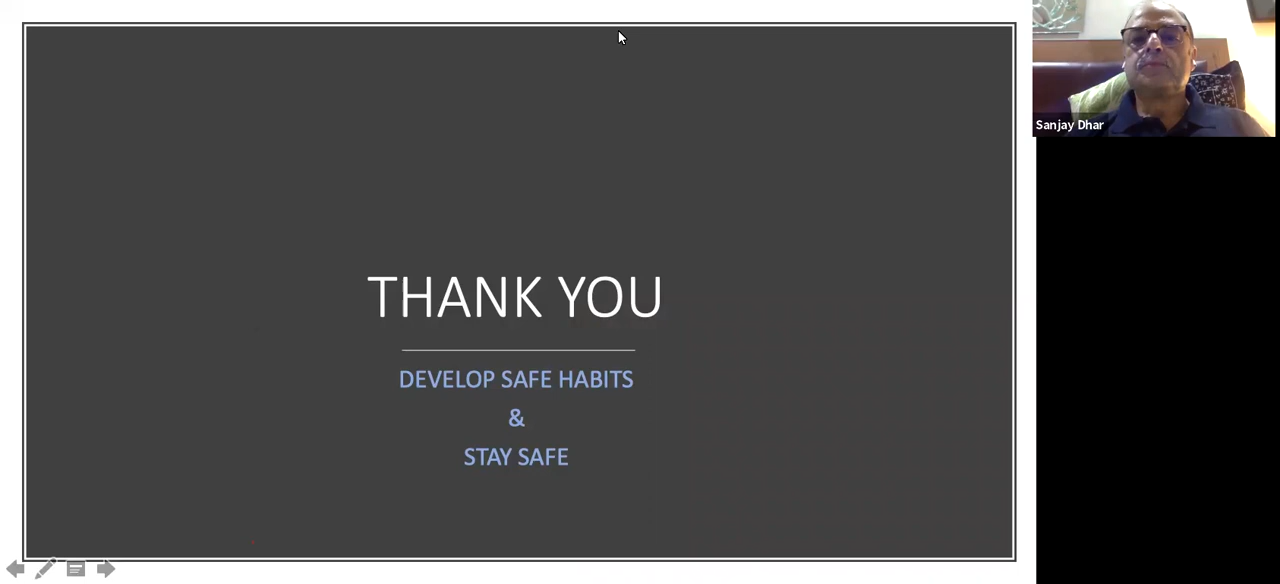 THANK YOU
DEVELOP SAFE HABITS
&
STAY SAFE
Sanjay Dhar